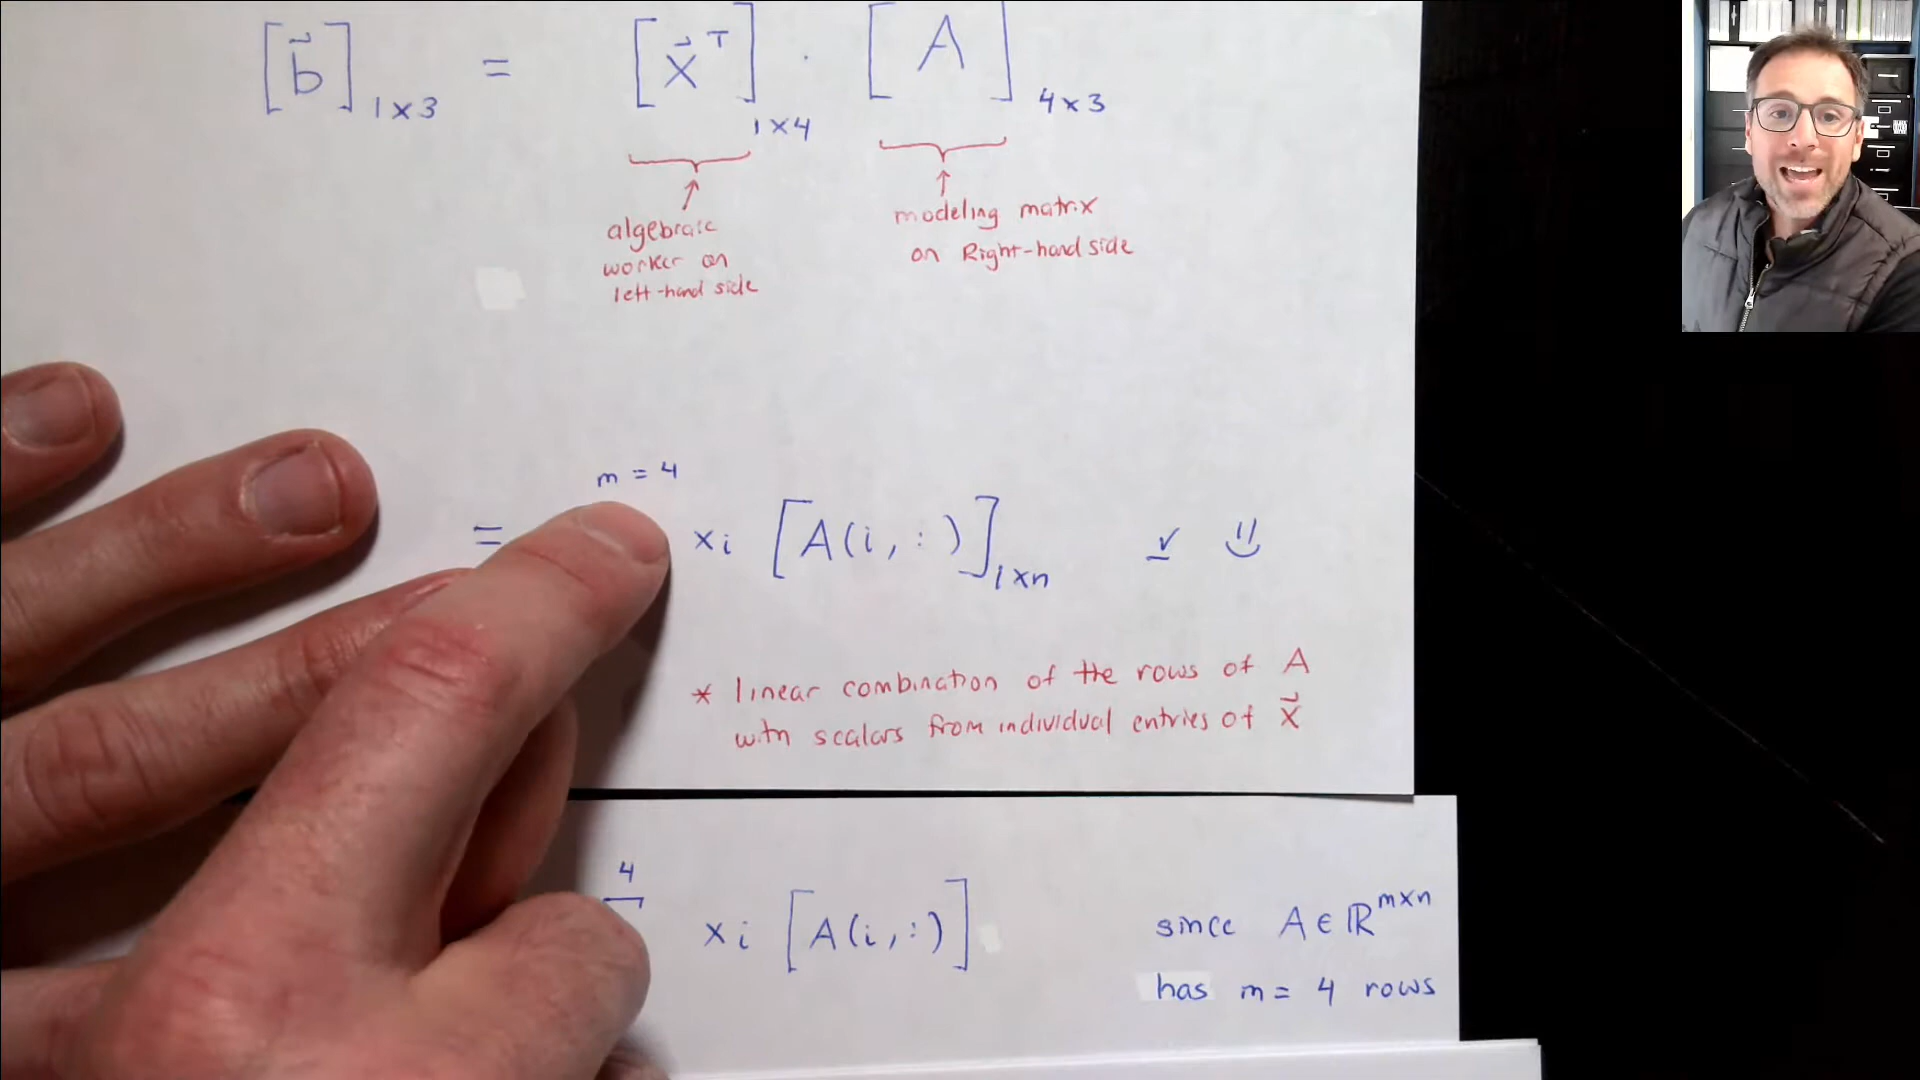 [b⃗]₁ₓ₃ = [x⃗ᵀ]₁ₓ₄ · [A]₄ₓ₃
algebraic
worker on
left-hand side
modeling matrix
on Right-hand side
m = 4
= xᵢ [A(i, :)]₁ₓₙ ✓
* linear combination of the rows of A
with scalars from individual entries of x⃗
4
xᵢ [A(i, :)]
since A ∈ ℝᵐˣⁿ
has m = 4 rows